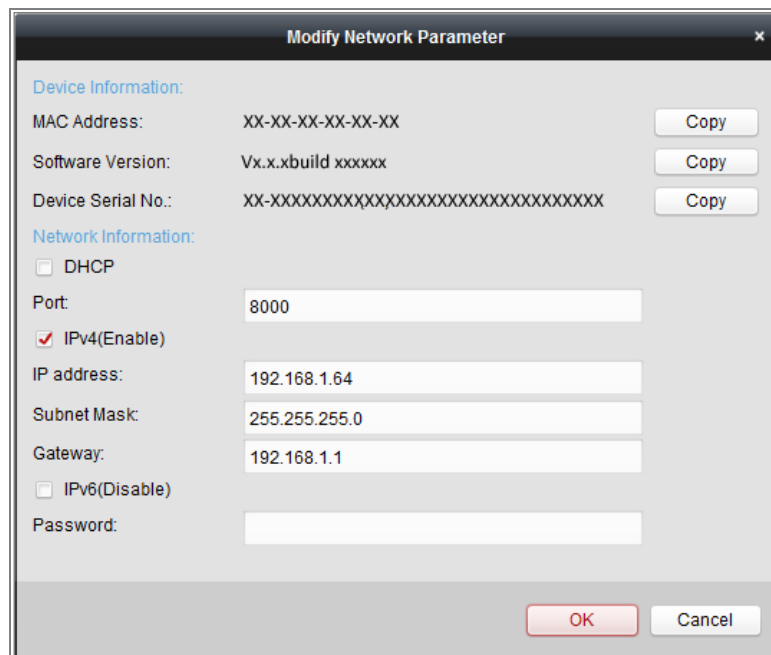 Modify Network Parameter ×
Device Information:
MAC Address: XX-XX-XX-XX-XX-XX Copy
Software Version: Vx.x.xbuild xxxxxx Copy
Device Serial No.: XX-XXXXXXXXXXXXXXXXXXXXXXXXXXXXXXXXX Copy
Network Information:
DHCP
Port: 8000
IPv4(Enable)
IP address: 192.168.1.64
Subnet Mask: 255.255.255.0
Gateway: 192.168.1.1
IPv6(Disable)
Password:
OK Cancel